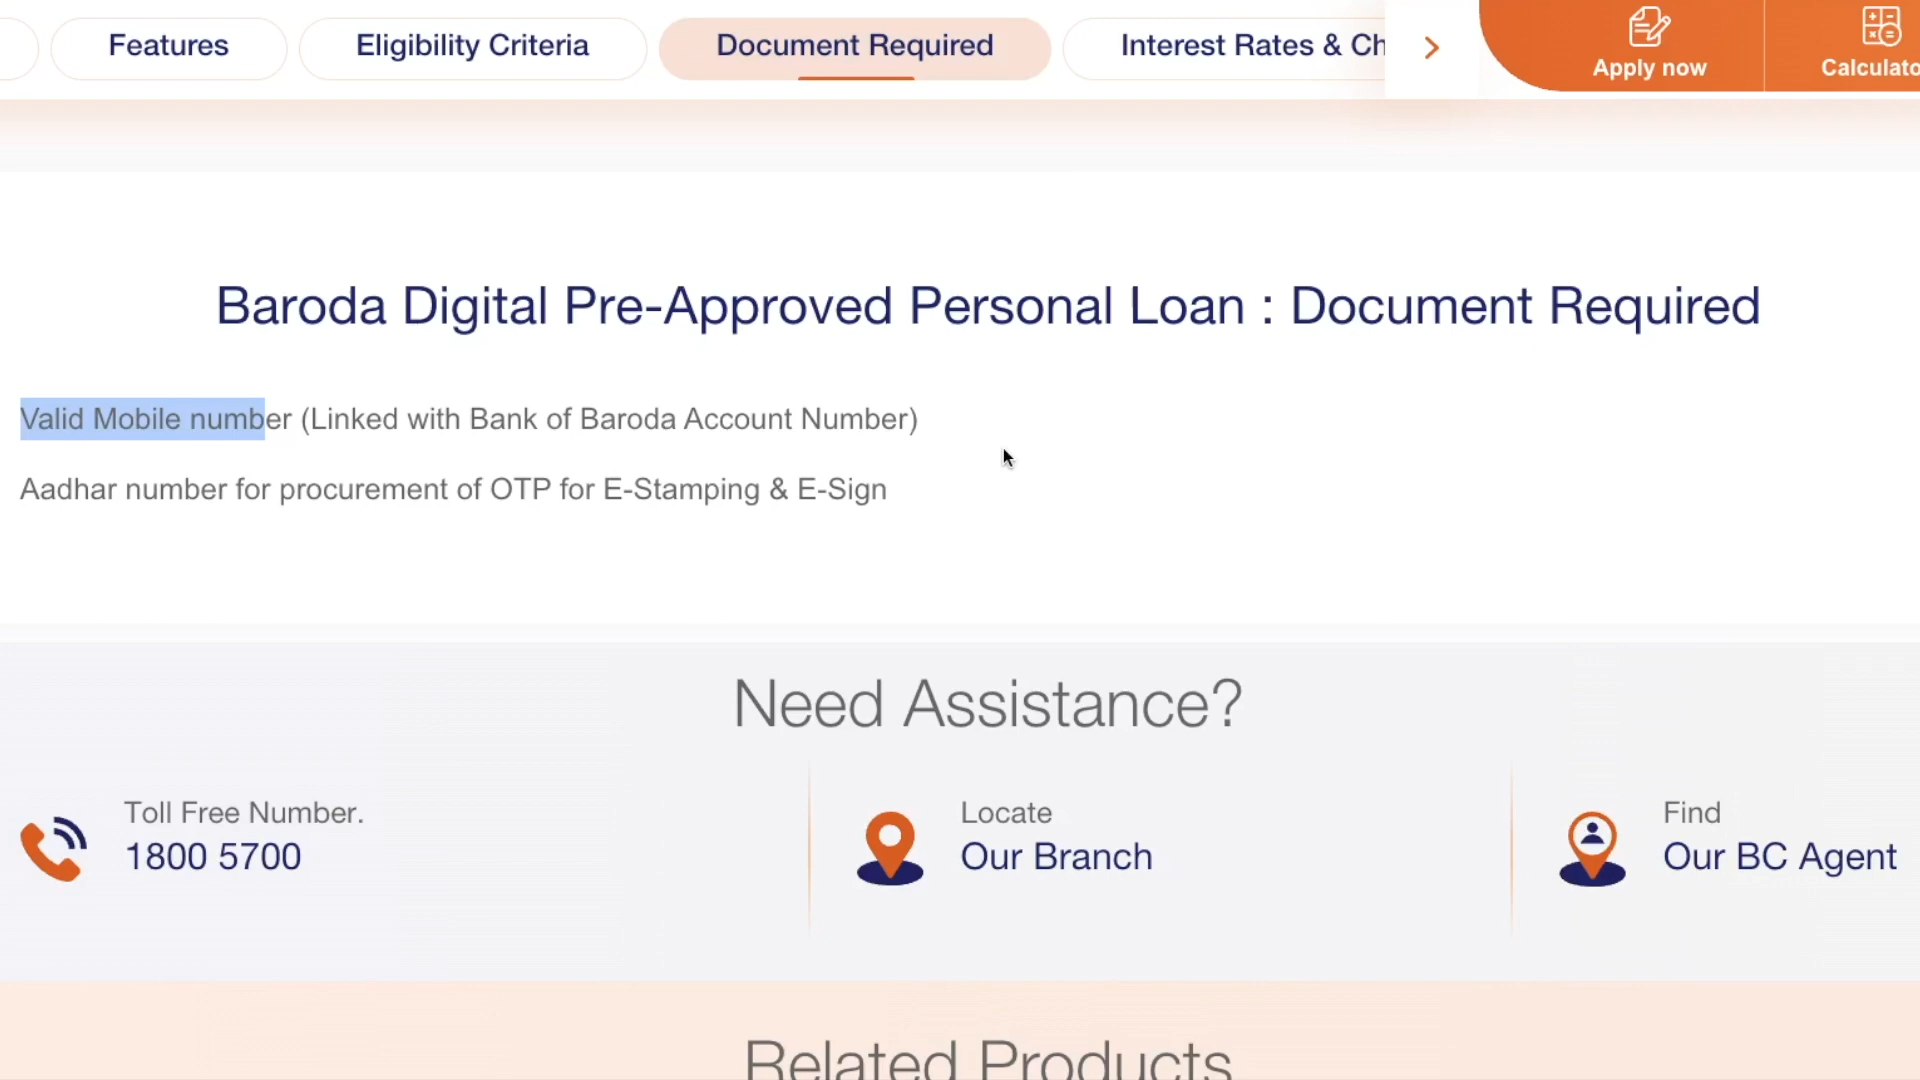 Features
Eligibility Criteria
Document Required
Interest Rates & Ch
Apply now
Calculato
Baroda Digital Pre-Approved Personal Loan : Document Required
Valid Mobile number (Linked with Bank of Baroda Account Number)
Aadhar number for procurement of OTP for E-Stamping & E-Sign
Need Assistance?
Toll Free Number.
1800 5700
Locate
Our Branch
Find
Our BC Agent
Related Products